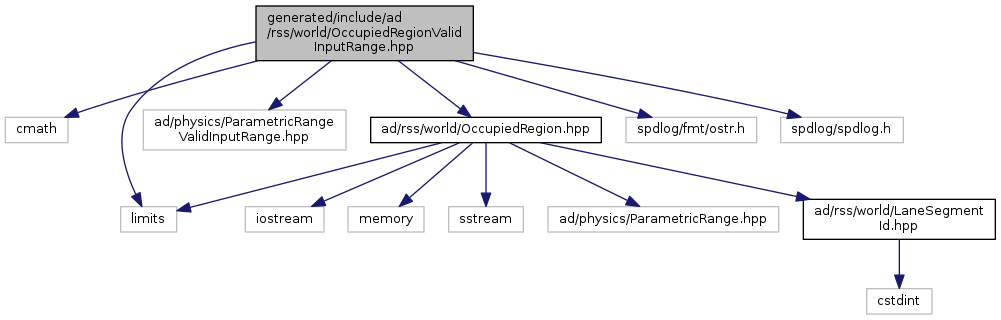 generated/include/ad
/rss/world/OccupiedRegionValid
InputRange.hpp
cmath
ad/physics/ParametricRange
ValidInputRange.hpp
ad/rss/world/OccupiedRegion.hpp
spdlog/fmt/ostr.h
spdlog/spdlog.h
limits
iostream
memory
sstream
ad/physics/ParametricRange.hpp
ad/rss/world/LaneSegment
Id.hpp
cstdint